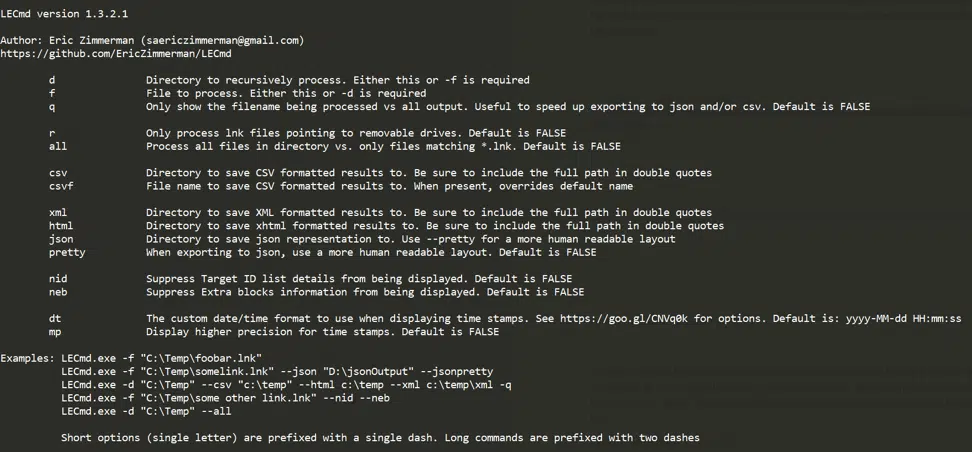 LECmd version 1.3.2.1
Author: Eric Zimmerman (saericzimmerman@gmail.com)
https://github.com/EricZimmerman/LECmd
d Directory to recursively process. Either this or -f is required
f File to process. Either this or -d is required
q Only show the filename being processed vs all output. Useful to speed up exporting to json and/or csv. Default is FALSE
r Only process lnk files pointing to removable drives. Default is FALSE
all Process all files in directory vs. only files matching *.lnk. Default is FALSE
csv Directory to save CSV formatted results to. Be sure to include the full path in double quotes
csvf File name to save CSV formatted results to. When present, overrides default name
xml Directory to save XML formatted results to. Be sure to include the full path in double quotes
html Directory to save xhtml formatted results to. Be sure to include the full path in double quotes
json Directory to save json representation to. Use --pretty for a more human readable layout
pretty When exporting to json, use a more human readable layout. Default is FALSE
nid Suppress Target ID list details from being displayed. Default is FALSE
neb Suppress Extra blocks information from being displayed. Default is FALSE
dt The custom date/time format to use when displaying time stamps. See https://goo.gl/CNVq0k for options. Default is: yyyy-MM-dd HH:mm:ss
mp Display higher precision for time stamps. Default is FALSE
Examples: LECmd.exe -f "C:\Temp\foobar.lnk"
LECmd.exe -f "C:\Temp\somelink.lnk" --json "D:\jsonOutput" --jsonpretty
LECmd.exe -d "C:\Temp" --csv "c:\temp" --html c:\temp --xml c:\temp\xml -q
LECmd.exe -f "C:\Temp\some other link.lnk" --nid --neb
LECmd.exe -d "C:\Temp" --all
Short options (single letter) are prefixed with a single dash. Long commands are prefixed with two dashes